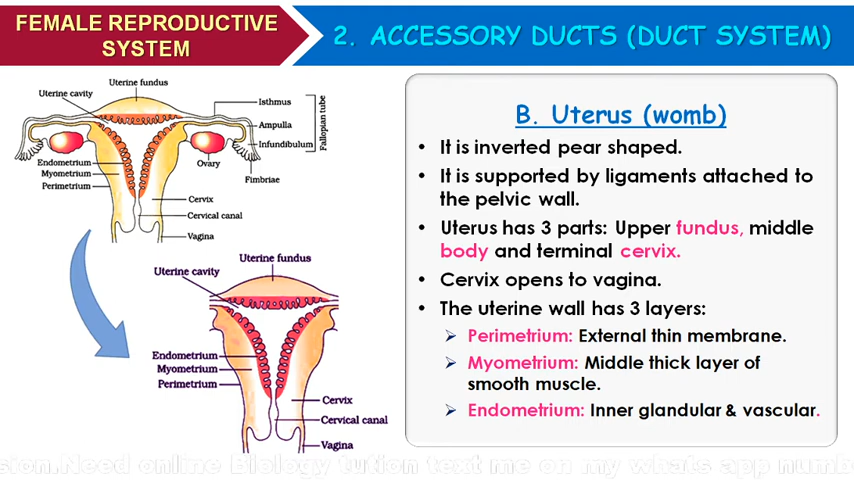 FEMALE REPRODUCTIVE
SYSTEM
2. ACCESSORY DUCTS (DUCT SYSTEM)
Uterine fundus
Uterine cavity
Isthmus
Ampulla
Infundibulum
Fallopian tube
Endometrium
Myometrium
Perimetrium
Ovary
Fimbriae
Cervix
Cervical canal
Vagina
Uterine fundus
Uterine cavity
Endometrium
Myometrium
Perimetrium
Cervix
Cervical canal
Vagina
B. Uterus (womb)
• It is inverted pear shaped.
• It is supported by ligaments attached to
the pelvic wall.
• Uterus has 3 parts: Upper fundus, middle
body and terminal cervix.
• Cervix opens to vagina.
• The uterine wall has 3 layers:
➢ Perimetrium: External thin membrane.
➢ Myometrium: Middle thick layer of
smooth muscle.
➢ Endometrium: Inner glandular & vascular.
sion.Need online Biology tution text me on my whats app numb